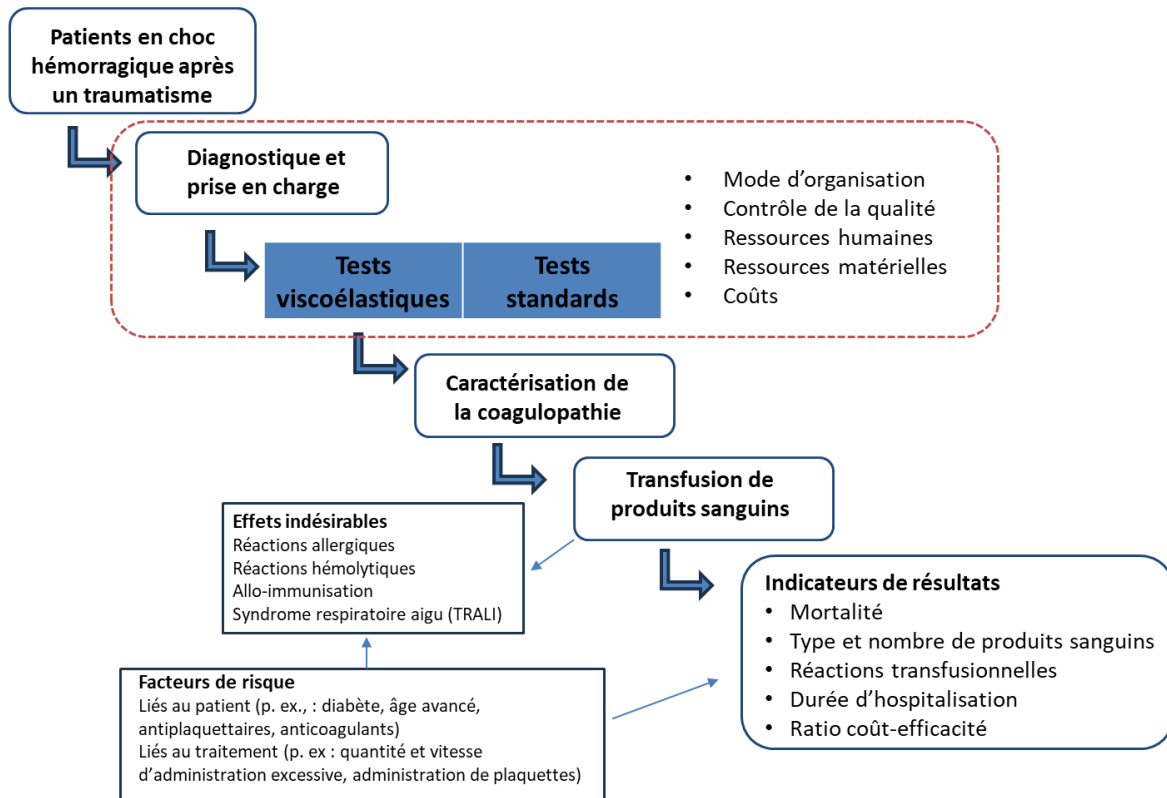 Patients en choc
hémorragique après
un traumatisme
Diagnostique et
prise en charge
Tests
viscoélastiques
Tests
standards
• Mode d’organisation
• Contrôle de la qualité
• Ressources humaines
• Ressources matérielles
• Coûts
Caractérisation de
la coagulopathie
Transfusion de
produits sanguins
Effets indésirables
Réactions allergiques
Réactions hémolytiques
Allo-immunisation
Syndrome respiratoire aigu (TRALI)
Indicateurs de résultats
• Mortalité
• Type et nombre de produits sanguins
• Réactions transfusionnelles
• Durée d’hospitalisation
• Ratio coût-efficacité
Facteurs de risque
Liés au patient (p. ex., : diabète, âge avancé,
antiplaquettaires, anticoagulants)
Liés au traitement (p. ex : quantité et vitesse
d’administration excessive, administration de plaquettes)